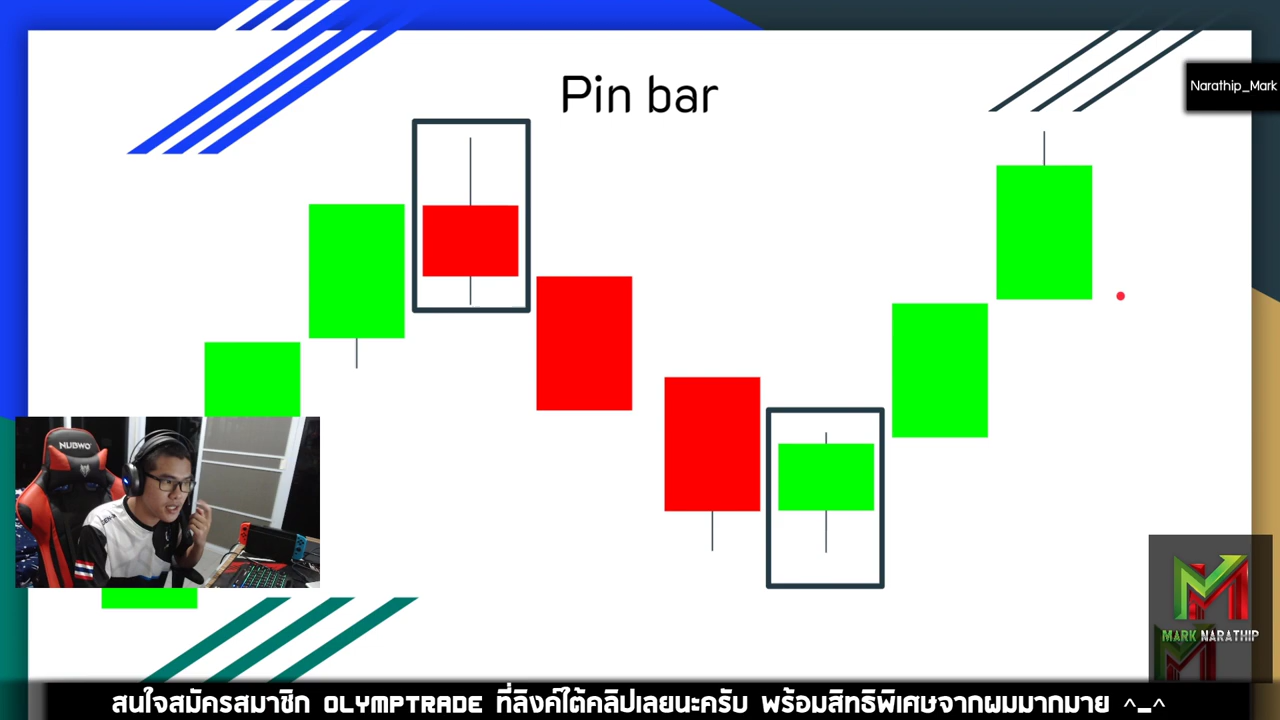 Pin bar
Narathip_Mark
NUBWO
MARK NARATHIP
สนใจสมัครสมาชิก OLYMPTRADE ที่ลิงค์ใต้คลิปเลยนะครับ พร้อมสิทธิพิเศษจากผมมากมาย ^_^